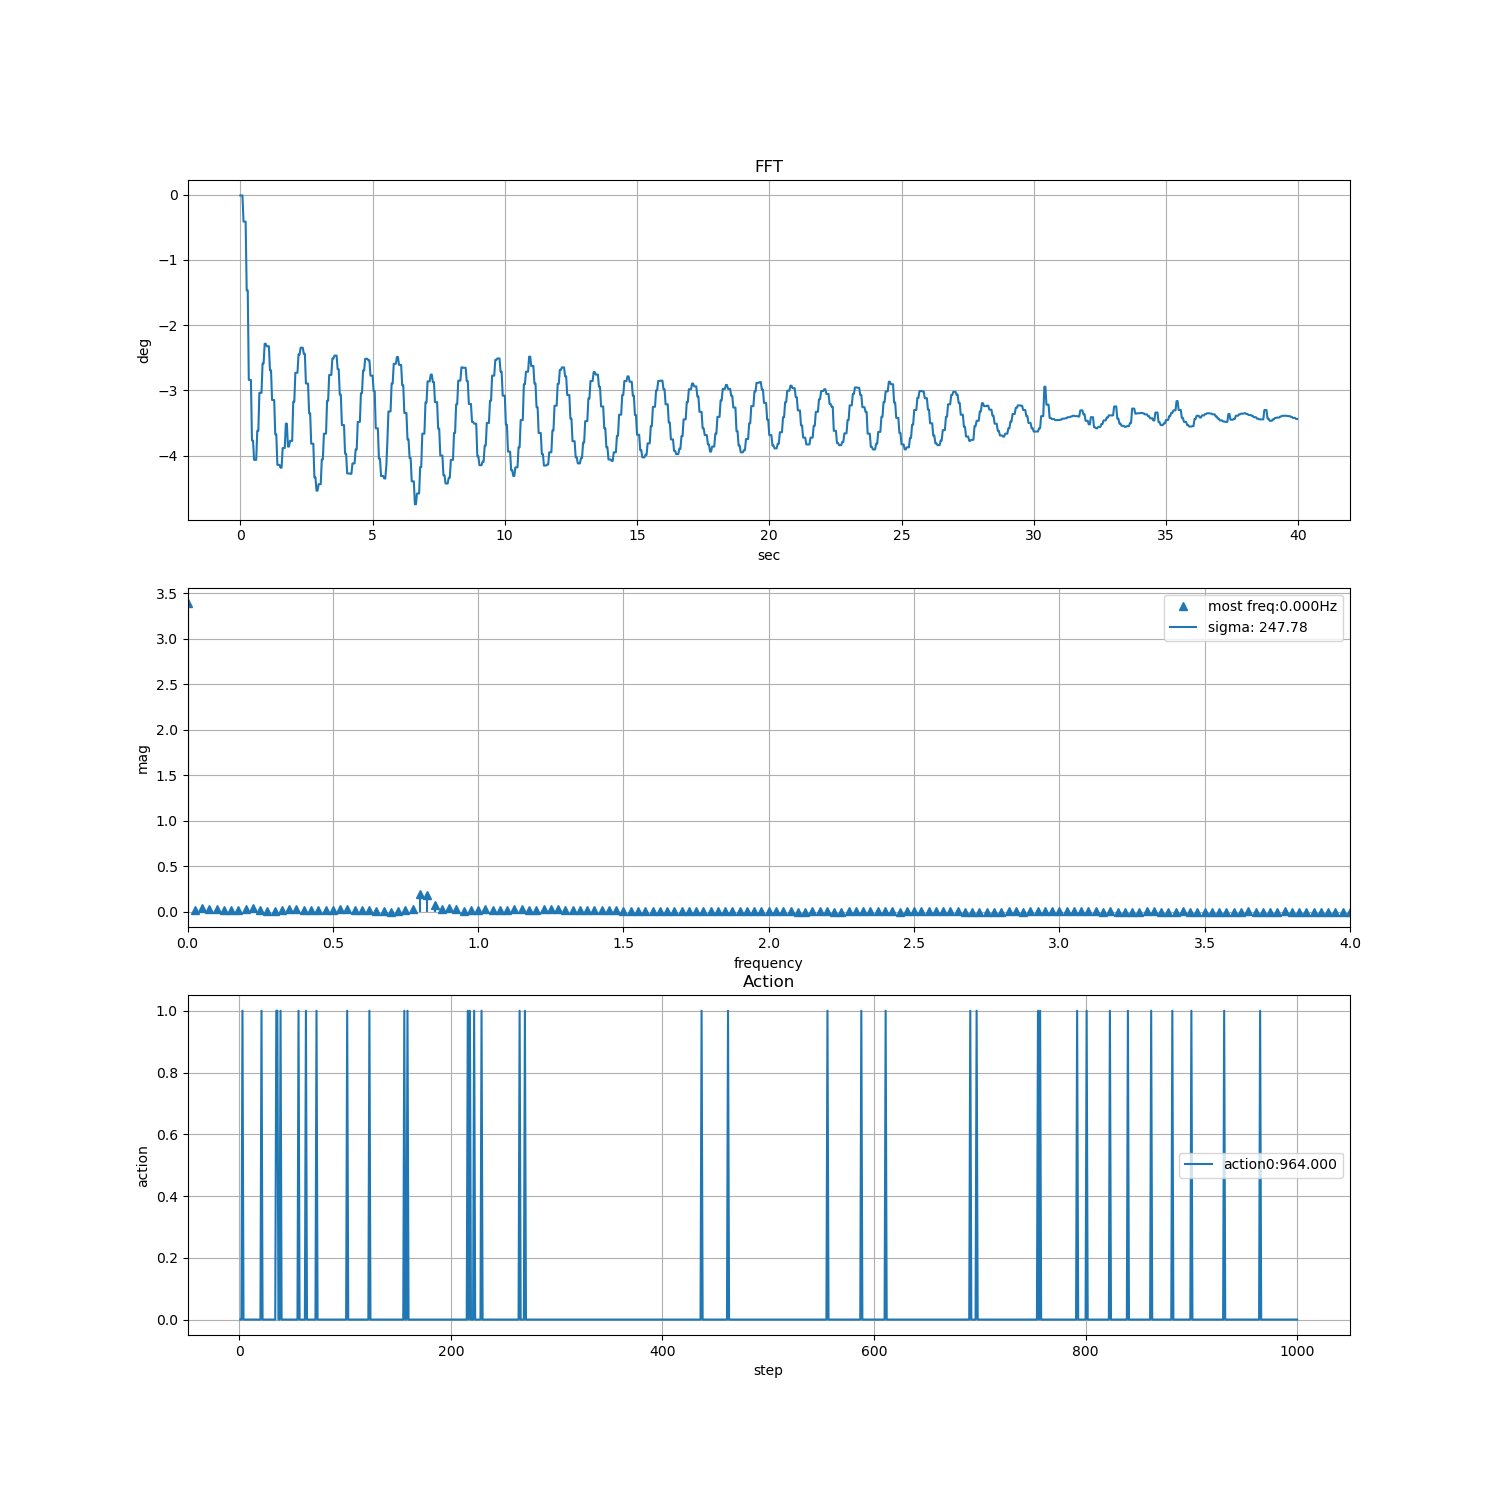 FFT
0
−1
−2
−3
−4
deg
0 5 10 15 20 25 30 35 40
sec
3.5
3.0
2.5
2.0
1.5
1.0
0.5
0.0
mag
most freq:0.000Hz
sigma: 247.78
0.0 0.5 1.0 1.5 2.0 2.5 3.0 3.5 4.0
frequency
Action
1.0
0.8
0.6
0.4
0.2
0.0
action
action0:964.000
0 200 400 600 800 1000
step